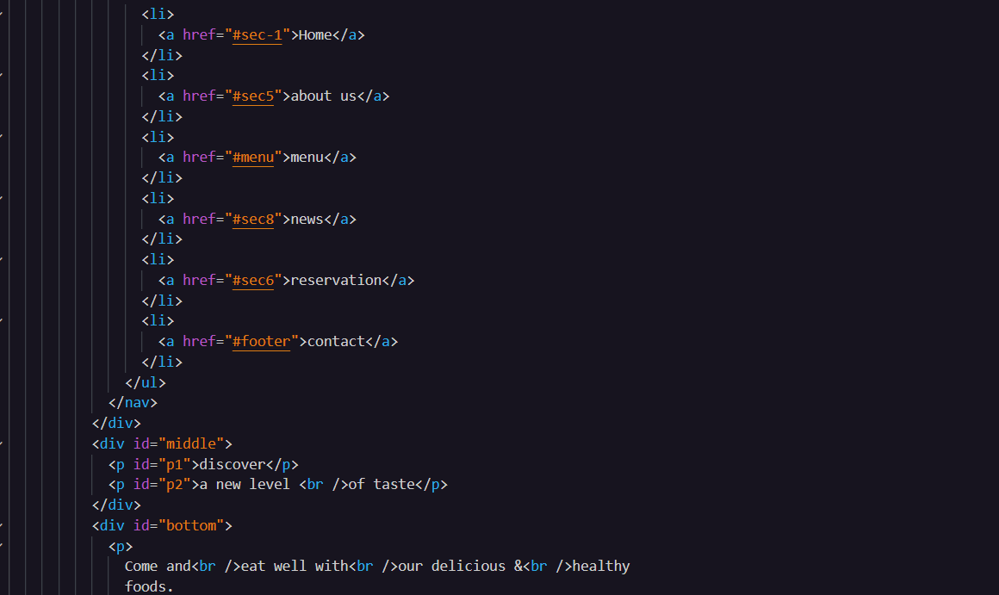 <li>
<a href="#sec-1">Home</a>
</li>
<li>
<a href="#sec5">about us</a>
</li>
<li>
<a href="#menu">menu</a>
</li>
<li>
<a href="#sec8">news</a>
</li>
<li>
<a href="#sec6">reservation</a>
</li>
<li>
<a href="#footer">contact</a>
</li>
</ul>
</nav>
</div>
<div id="middle">
<p id="p1">discover</p>
<p id="p2">a new level <br />of taste</p>
</div>
<div id="bottom">
<p>
Come and<br />eat well with<br />our delicious &<br />healthy
foods.